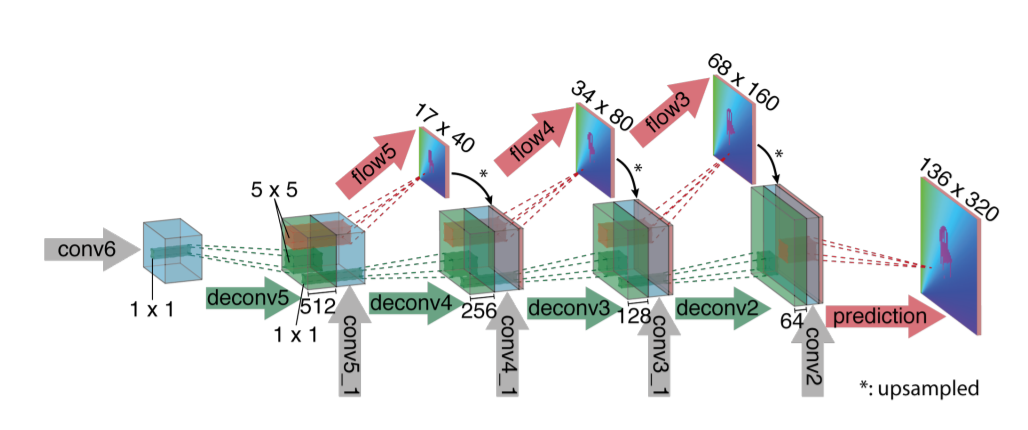 conv6
1 x 1
deconv5
5 x 5
1 x 1
512
conv5_1
flow5
17 x 40
*
deconv4
256
conv4_1
flow4
34 x 80
*
deconv3
128
conv3_1
flow3
68 x 160
*
deconv2
64
conv2
prediction
136 x 320
*: upsampled